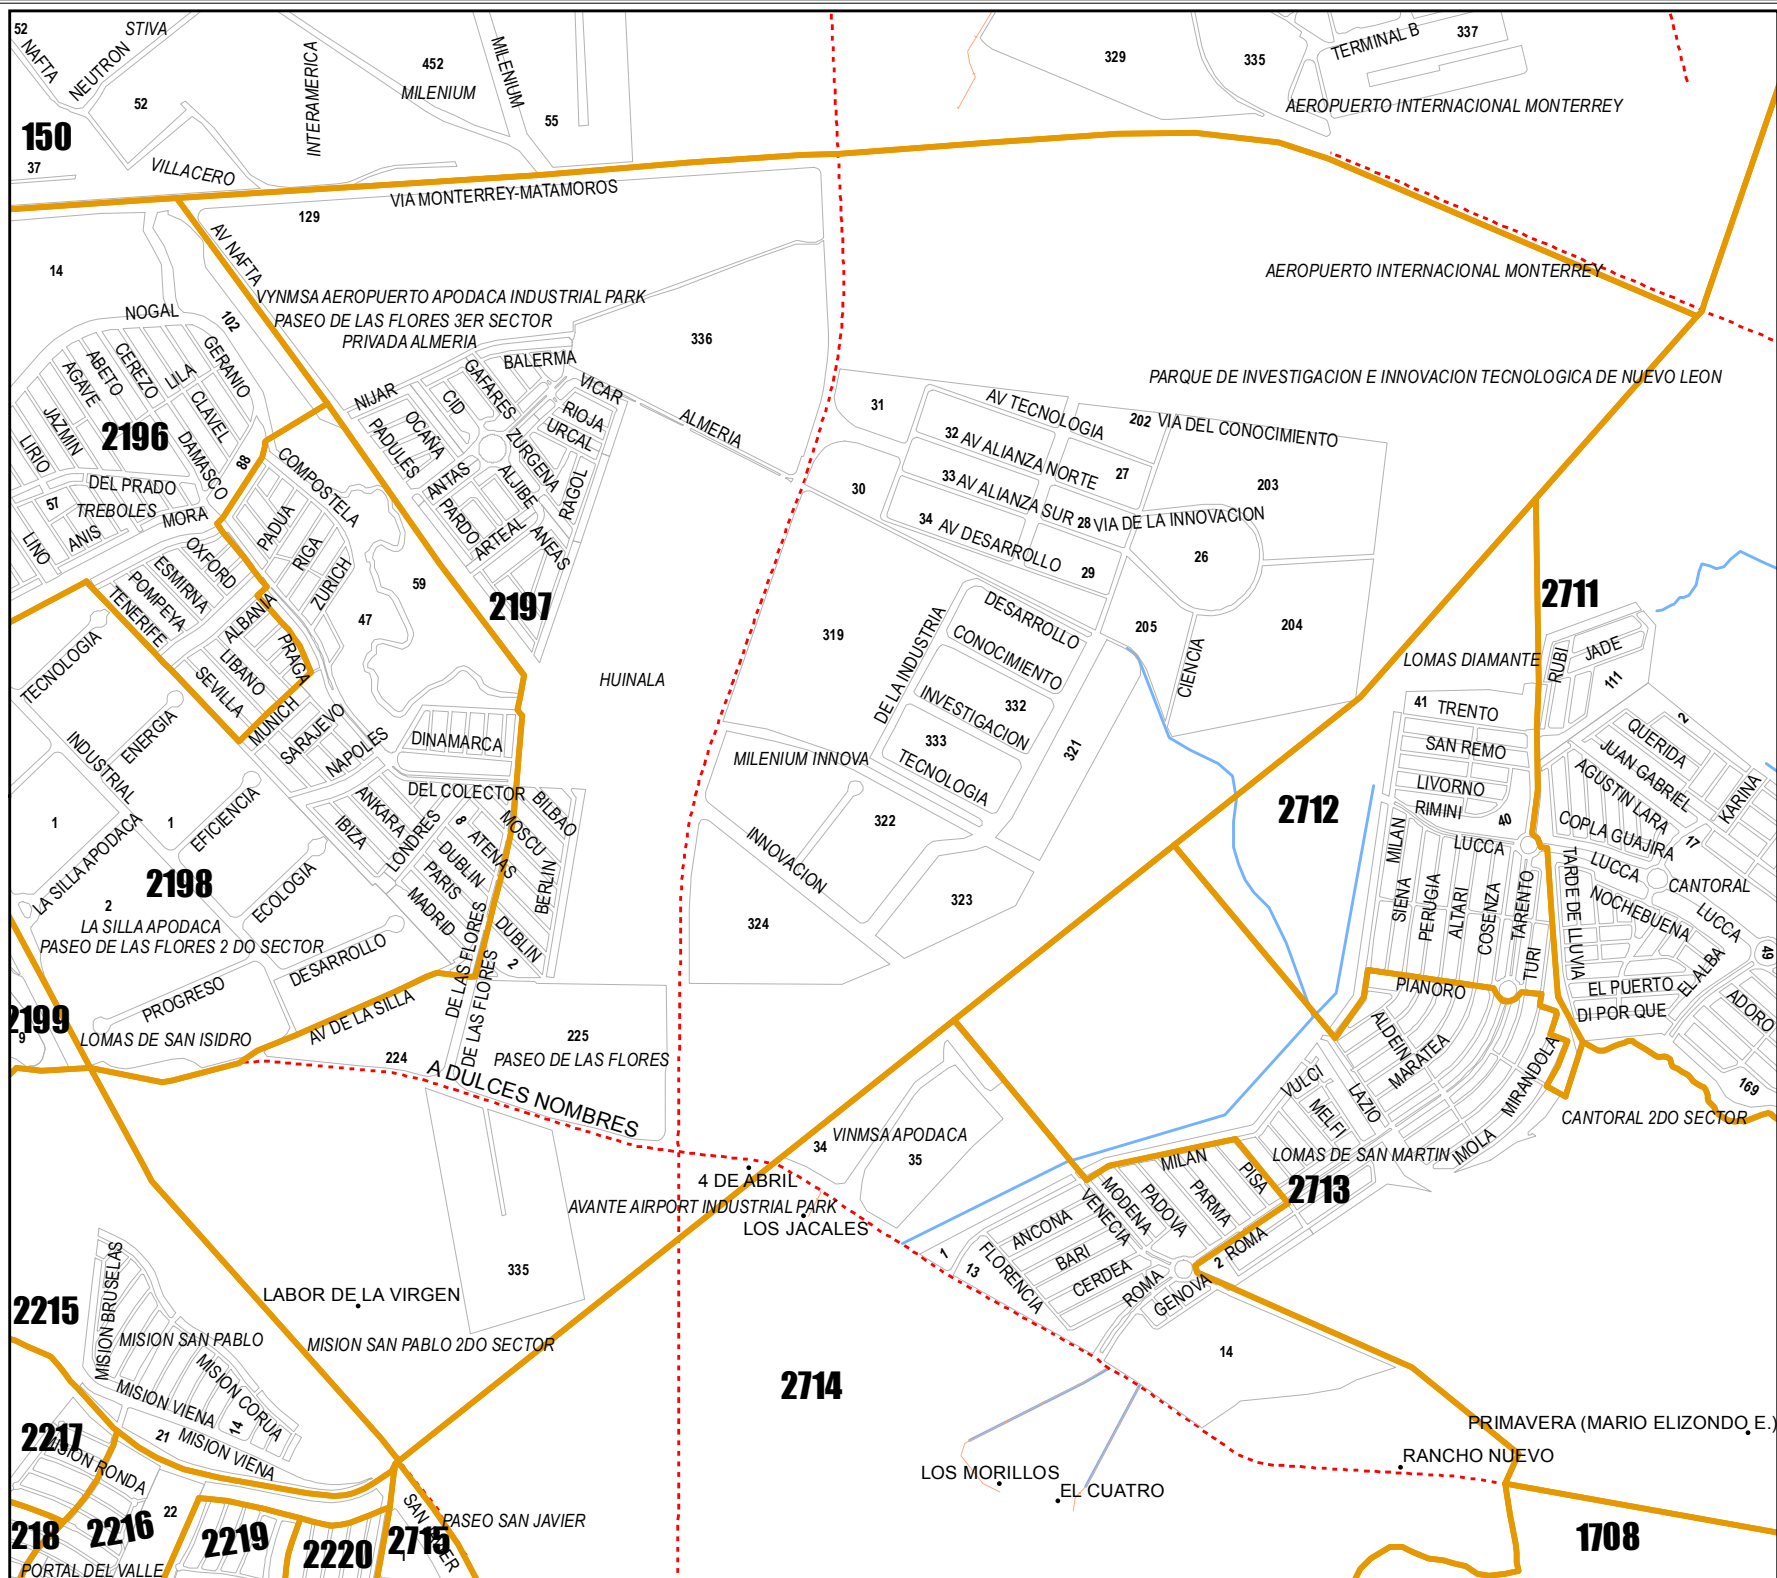 52
STIVA
NAFTA
NEUTRON
52
150
37
VILLACERO
INTERAMERICA
452
MILENIUM
MILENIUM
55
329
335
TERMINAL B
337
AEROPUERTO INTERNACIONAL MONTERREY
VIA MONTERREY-MATAMOROS
129
14
AV NAFTA
AEROPUERTO INTERNACIONAL MONTERREY
VYNMSA AEROPUERTO APODACA INDUSTRIAL PARK
PASEO DE LAS FLORES 3ER SECTOR
PRIVADA ALMERIA
NOGAL
102
336
PARQUE DE INVESTIGACION E INNOVACION TECNOLOGICA DE NUEVO LEON
GERANIO
CEREZO
ABETO
AGAVE
LILA
CLAVEL
JAZMIN
LIRIO
2196
DAMASCO
88
DEL PRADO
57
TREBOLES
MORA
ANIS
LINO
NIJAR
CID
GAFARES
BALERMA
VICAR
RIOJA
URCAL
OCAÑA
PADULES
ZURGENA
ANTAS
ALJIBE
RAGOL
PARDO
ARTEAL
ANEAS
ALMERIA
31
AV TECNOLOGIA
202
VIA DEL CONOCIMIENTO
32
AV ALIANZA NORTE
27
203
30
33
AV ALIANZA SUR
28
VIA DE LA INNOVACION
34
AV DESARROLLO
29
26
COMPOSTELA
PADUA
RIGA
ZURICH
OXFORD
ESMIRNA
POMPEYA
TENERIFE
ALBANIA
PRAGA
LIBANO
SEVILLA
59
47
2197
2711
319
DE LA INDUSTRIA
DESARROLLO
CONOCIMIENTO
INVESTIGACION
332
333
TECNOLOGIA
205
204
CIENCIA
321
HUINALA
MILENIUM INNOVA
322
INNOVACION
324
323
LOMAS DIAMANTE
RUBI
JADE
111
41
TRENTO
SAN REMO
LIVORNO
RIMINI
40
LUCCA
MILAN
SIENA
PERUGIA
ALTARI
COSENZA
TARENTO
TURI
2712
2
QUERIDA
JUAN GABRIEL
AGUSTIN LARA
KARINA
17
COPLA GUAJIRA
LUCCA
CANTORAL
NOCHEBUENA
LUCCA
TARDE DE LLUVIA
49
EL PUERTO
EL ALBA
ADORO
DI POR QUE
169
CANTORAL 2DO SECTOR
TECNOLOGIA
ENERGIA
INDUSTRIAL
MUNICH
SARAJEVO
NAPOLES
DINAMARCA
DEL COLECTOR
BILBAO
1
1
EFICIENCIA
IBIZA
ANKARA
LONDRES
8
ATENAS
MOSCU
DUBLIN
PARIS
MADRID
BERLIN
DUBLIN
2
LA SILLA APODACA
2198
ECOLOGIA
2
LA SILLA APODACA
PASEO DE LAS FLORES 2 DO SECTOR
DESARROLLO
PROGRESO
DE LAS FLORES
DE LAS FLORES
2199
9
LOMAS DE SAN ISIDRO
AV DE LA SILLA
224
225
PASEO DE LAS FLORES
A DULCES NOMBRES
PIANORO
ALDEIN
MARATEA
VULCI
MELFI
LAZIO
MIRANDOLA
IMOLA
LOMAS DE SAN MARTIN
34
VINMSA APODACA
35
4 DE ABRIL
AVANTE AIRPORT INDUSTRIAL PARK
LOS JACALES
MILAN
PISA
2713
MODENA
PADOVA
PARMA
VENECIA
ANCONA
BARI
CERDEA
FLORENCIA
1
13
ROMA
GENOVA
2
ROMA
335
LABOR DE LA VIRGEN
MISION SAN PABLO 2DO SECTOR
2215
MISION BRUSELAS
MISION SAN PABLO
MISION CORUA
MISION VIENA
14
21
MISION VIENA
2714
14
2217
MISION RONDA
LOS MORILLOS
EL CUATRO
RANCHO NUEVO
PRIMAVERA (MARIO ELIZONDO E.)
22
218
2216
2219
2220
2715
1
PASEO SAN JAVIER
PORTAL DEL VALLE
1708